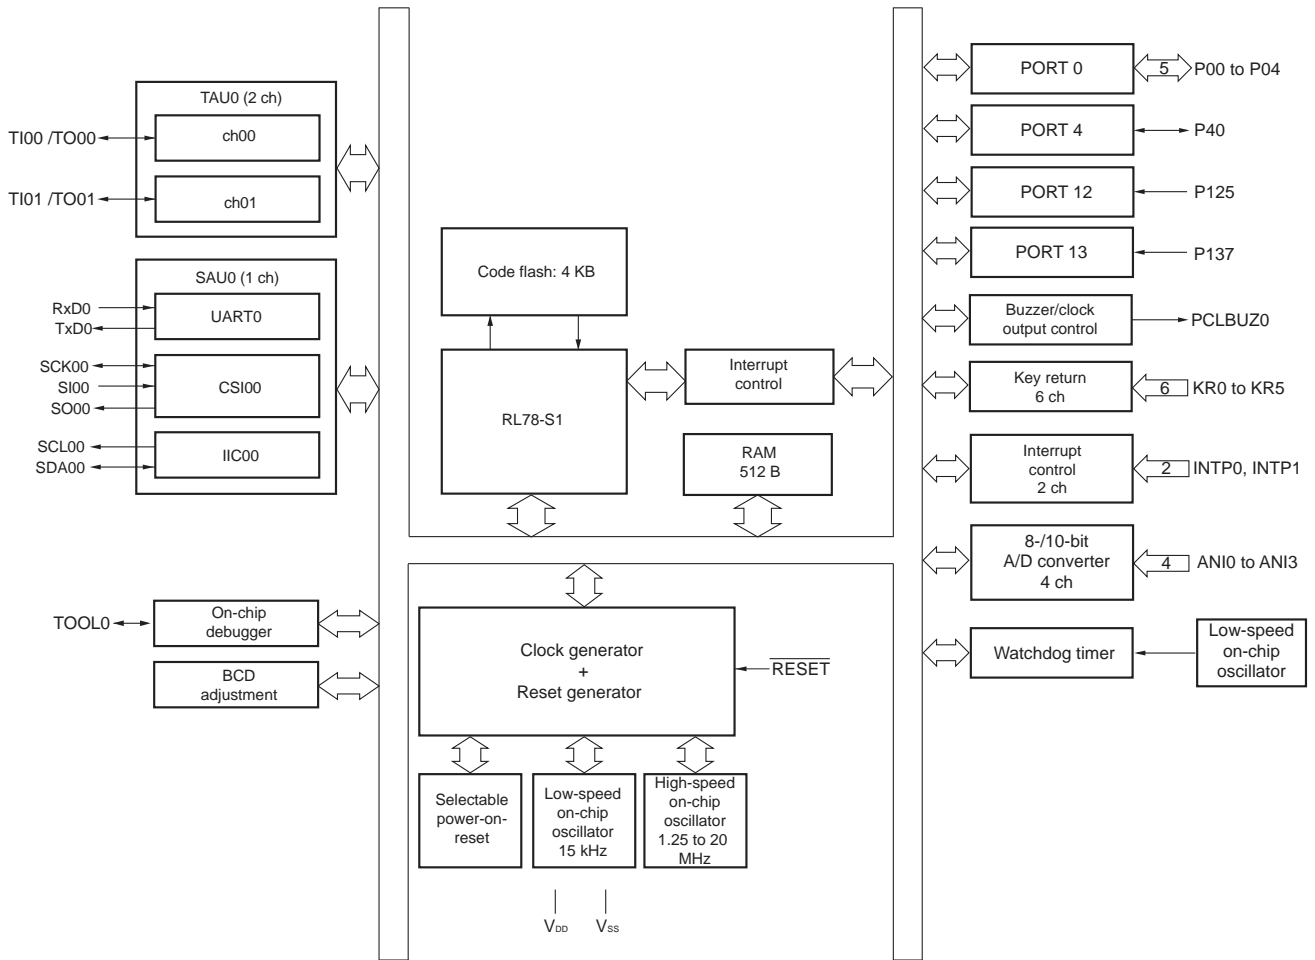 TAU0 (2 ch)
TI00 /TO00
ch00
TI01 /TO01
ch01
SAU0 (1 ch)
RxD0
TxD0
UART0
SCK00
SI00
SO00
CSI00
SCL00
SDA00
IIC00
TOOL0
On-chip
debugger
BCD
adjustment
Code flash: 4 KB
RL78-S1
Interrupt
control
RAM
512 B
Clock generator
+
Reset generator
RESET
Selectable
power-on-
reset
Low-speed
on-chip
oscillator
15 kHz
High-speed
on-chip
oscillator
1.25 to 20
MHz
VDD
VSS
PORT 0
5
P00 to P04
PORT 4
P40
PORT 12
P125
PORT 13
P137
Buzzer/clock
output control
PCLBUZ0
Key return
6 ch
6
KR0 to KR5
Interrupt
control
2 ch
2
INTP0, INTP1
8-/10-bit
A/D converter
4 ch
4
ANI0 to ANI3
Watchdog timer
Low-speed
on-chip
oscillator